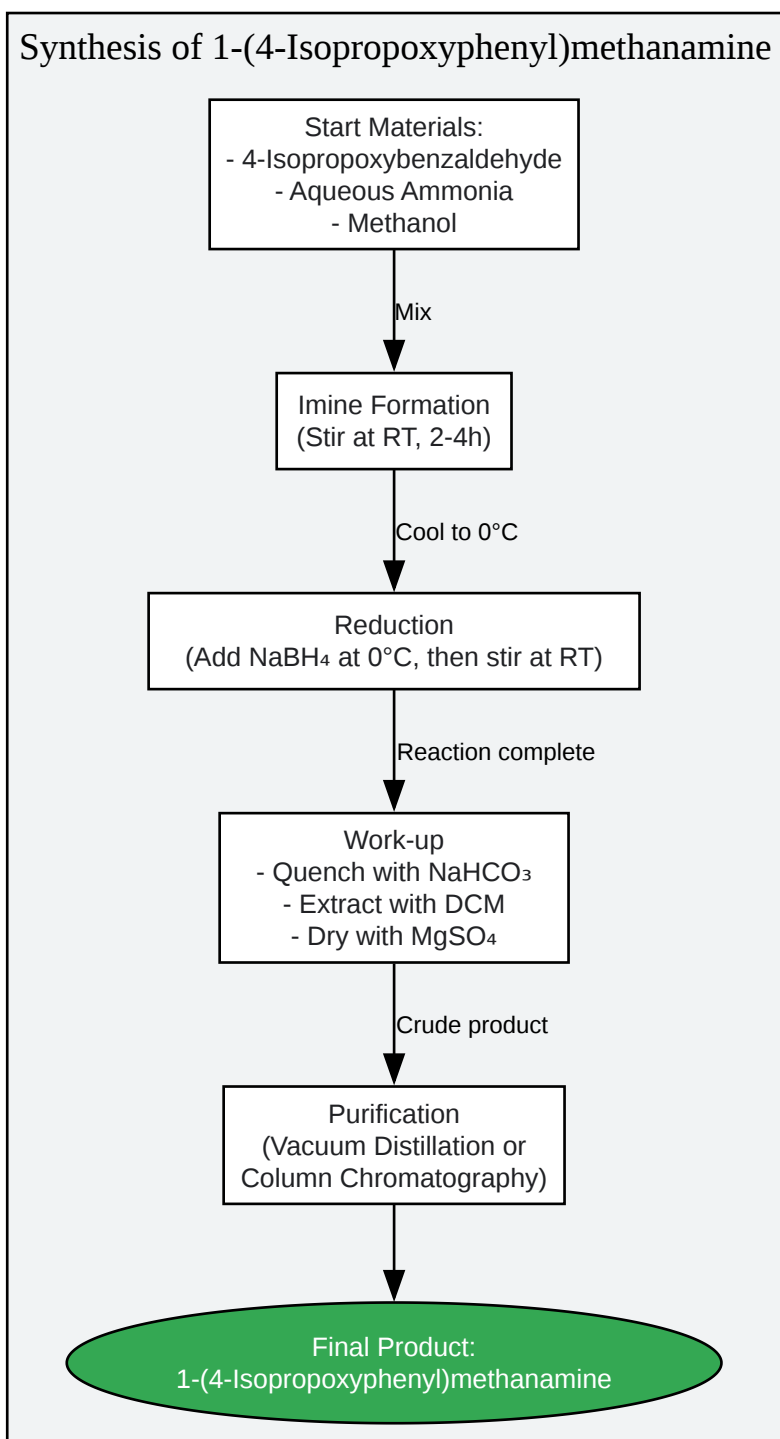 Synthesis of 1-(4-Isopropoxyphenyl)methanamine
Start Materials:
- 4-Isopropoxybenzaldehyde
- Aqueous Ammonia
- Methanol
Mix
Imine Formation
(Stir at RT, 2-4h)
Cool to 0°C
Reduction
(Add NaBH₄ at 0°C, then stir at RT)
Reaction complete
Work-up
- Quench with NaHCO₃
- Extract with DCM
- Dry with MgSO₄
Crude product
Purification
(Vacuum Distillation or
Column Chromatography)
Final Product:
1-(4-Isopropoxyphenyl)methanamine